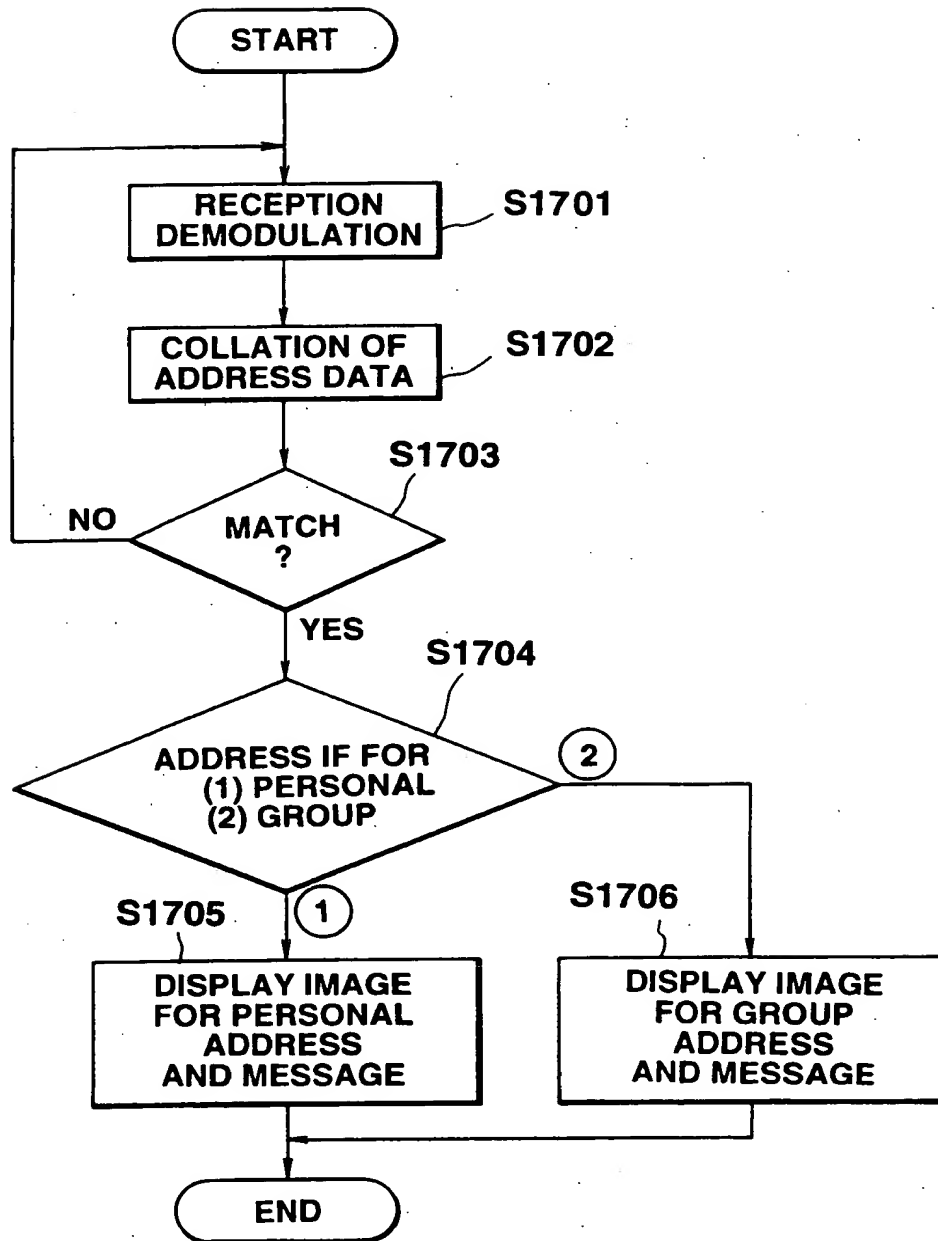 START
RECEPTION
DEMODULATION
S1701
COLLATION OF
ADDRESS DATA
S1702
S1703
NO
MATCH
?
YES
S1704
ADDRESS IF FOR
(1) PERSONAL
(2) GROUP
2
1
S1705
S1706
DISPLAY IMAGE
FOR PERSONAL
ADDRESS
AND MESSAGE
DISPLAY IMAGE
FOR GROUP
ADDRESS
AND MESSAGE
END